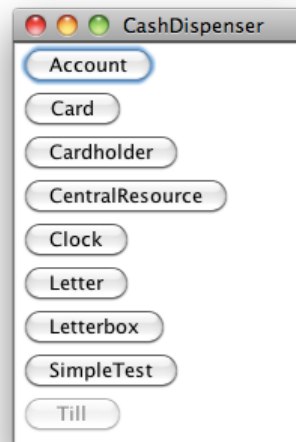 CashDispenser
Account
Card
Cardholder
CentralResource
Clock
Letter
Letterbox
SimpleTest
Till